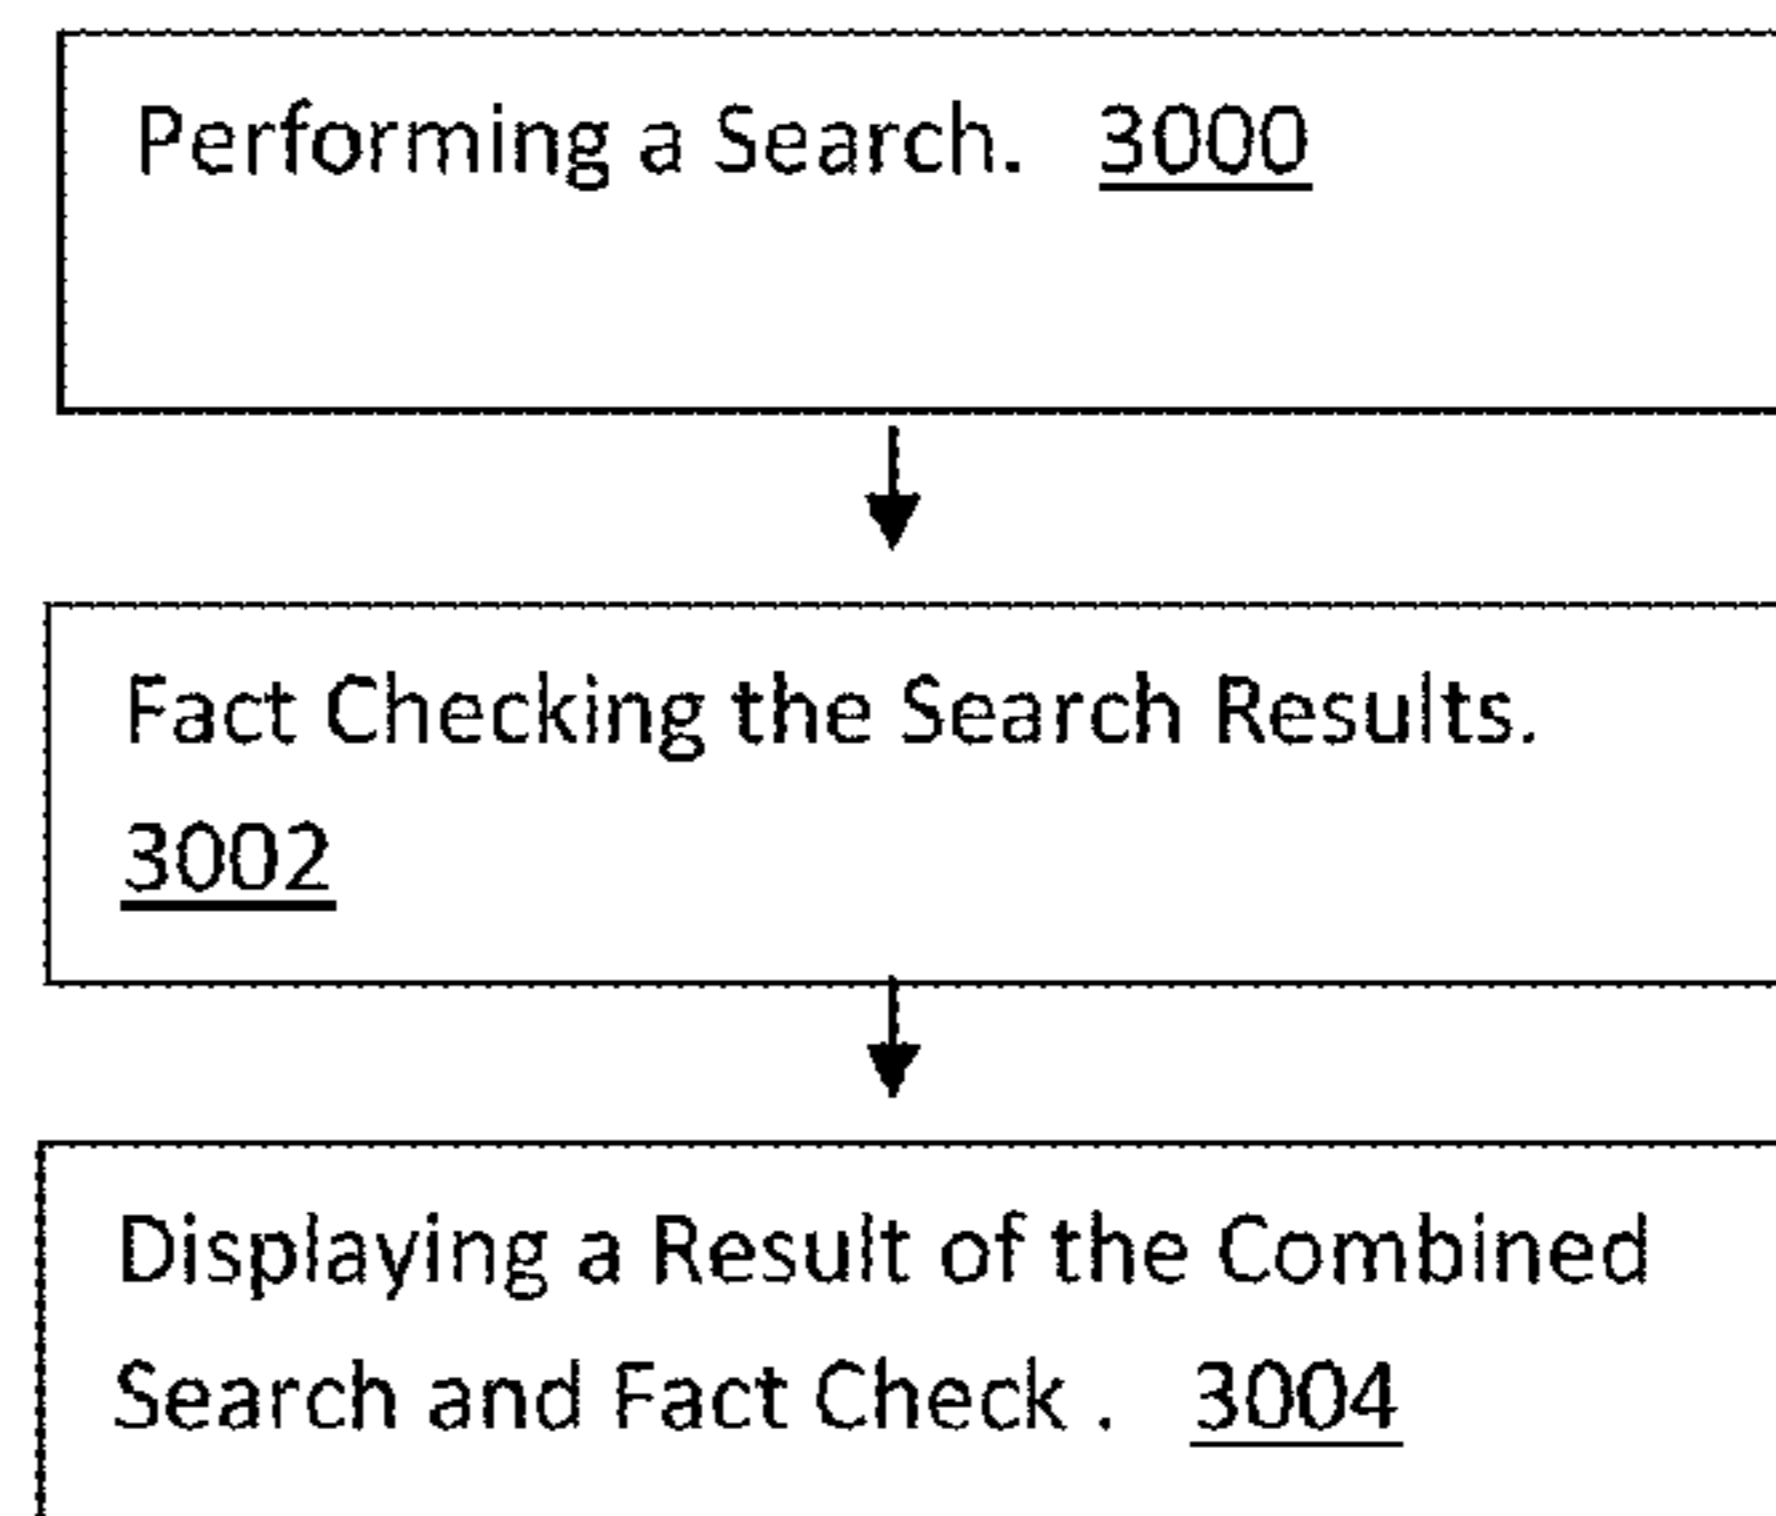 Performing a Search. 3000
Fact Checking the Search Results.
3002
Displaying a Result of the Combined
Search and Fact Check . 3004